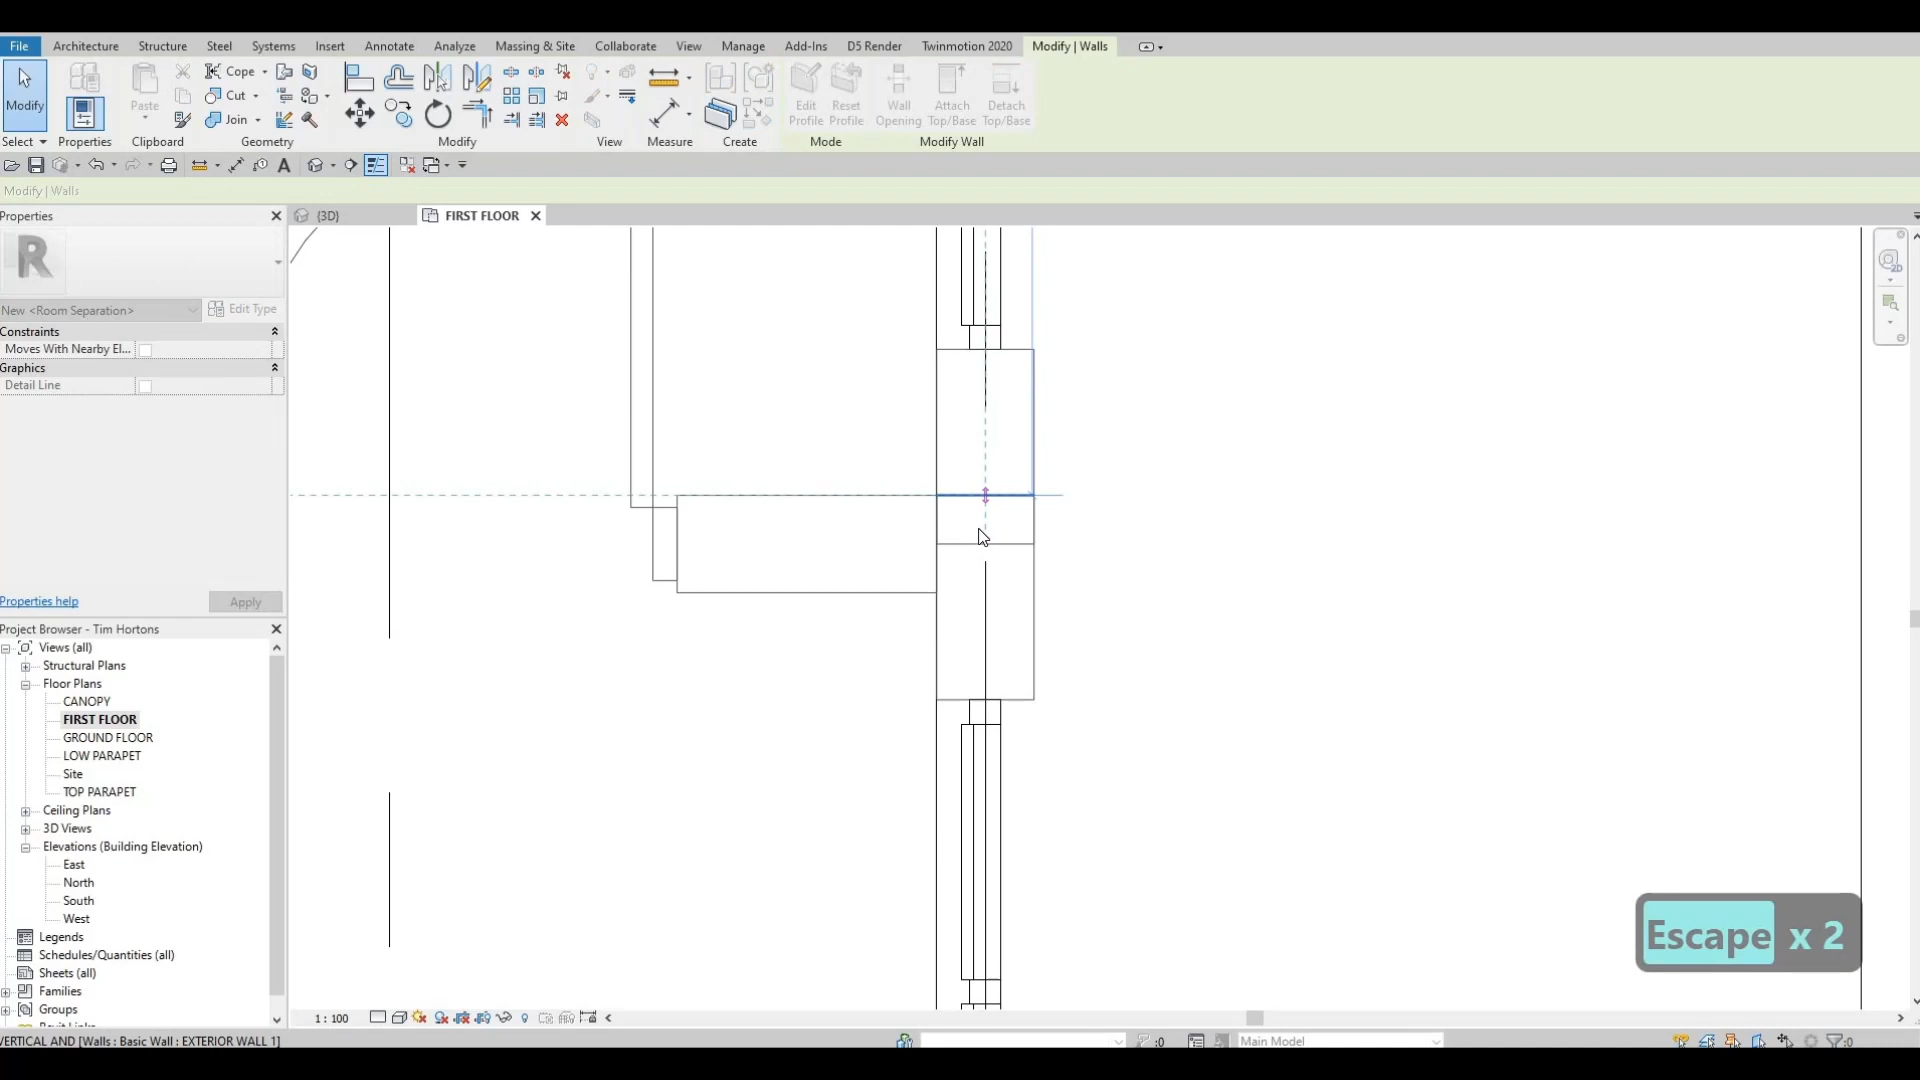 File Architecture Structure Steel Systems Insert Annotate Analyze Massing & Site Collaborate View Manage Add-Ins D5 Render Twinmotion 2020 Modify | Walls
Modify
Paste
Cope
Cut
Join
Edit Profile
Reset Profile
Wall Opening
Attach Top/Base
Detach Top/Base
Select Properties Clipboard Geometry Modify View Measure Create Mode Modify Wall
Modify | Walls
Properties
{3D}
FIRST FLOOR
R
New <Room Separation>
Edit Type
Constraints
Moves With Nearby El...
Graphics
Detail Line
Properties help
Apply
Project Browser - Tim Hortons
Views (all)
Structural Plans
Floor Plans
CANOPY
FIRST FLOOR
GROUND FLOOR
LOW PARAPET
Site
TOP PARAPET
Ceiling Plans
3D Views
Elevations (Building Elevation)
East
North
South
West
Legends
Schedules/Quantities (all)
Sheets (all)
Families
Groups
Revit Links
2D
Escape x 2
1 : 100
VERTICAL AND [Walls : Basic Wall : EXTERIOR WALL 1]
:0
Main Model
:0